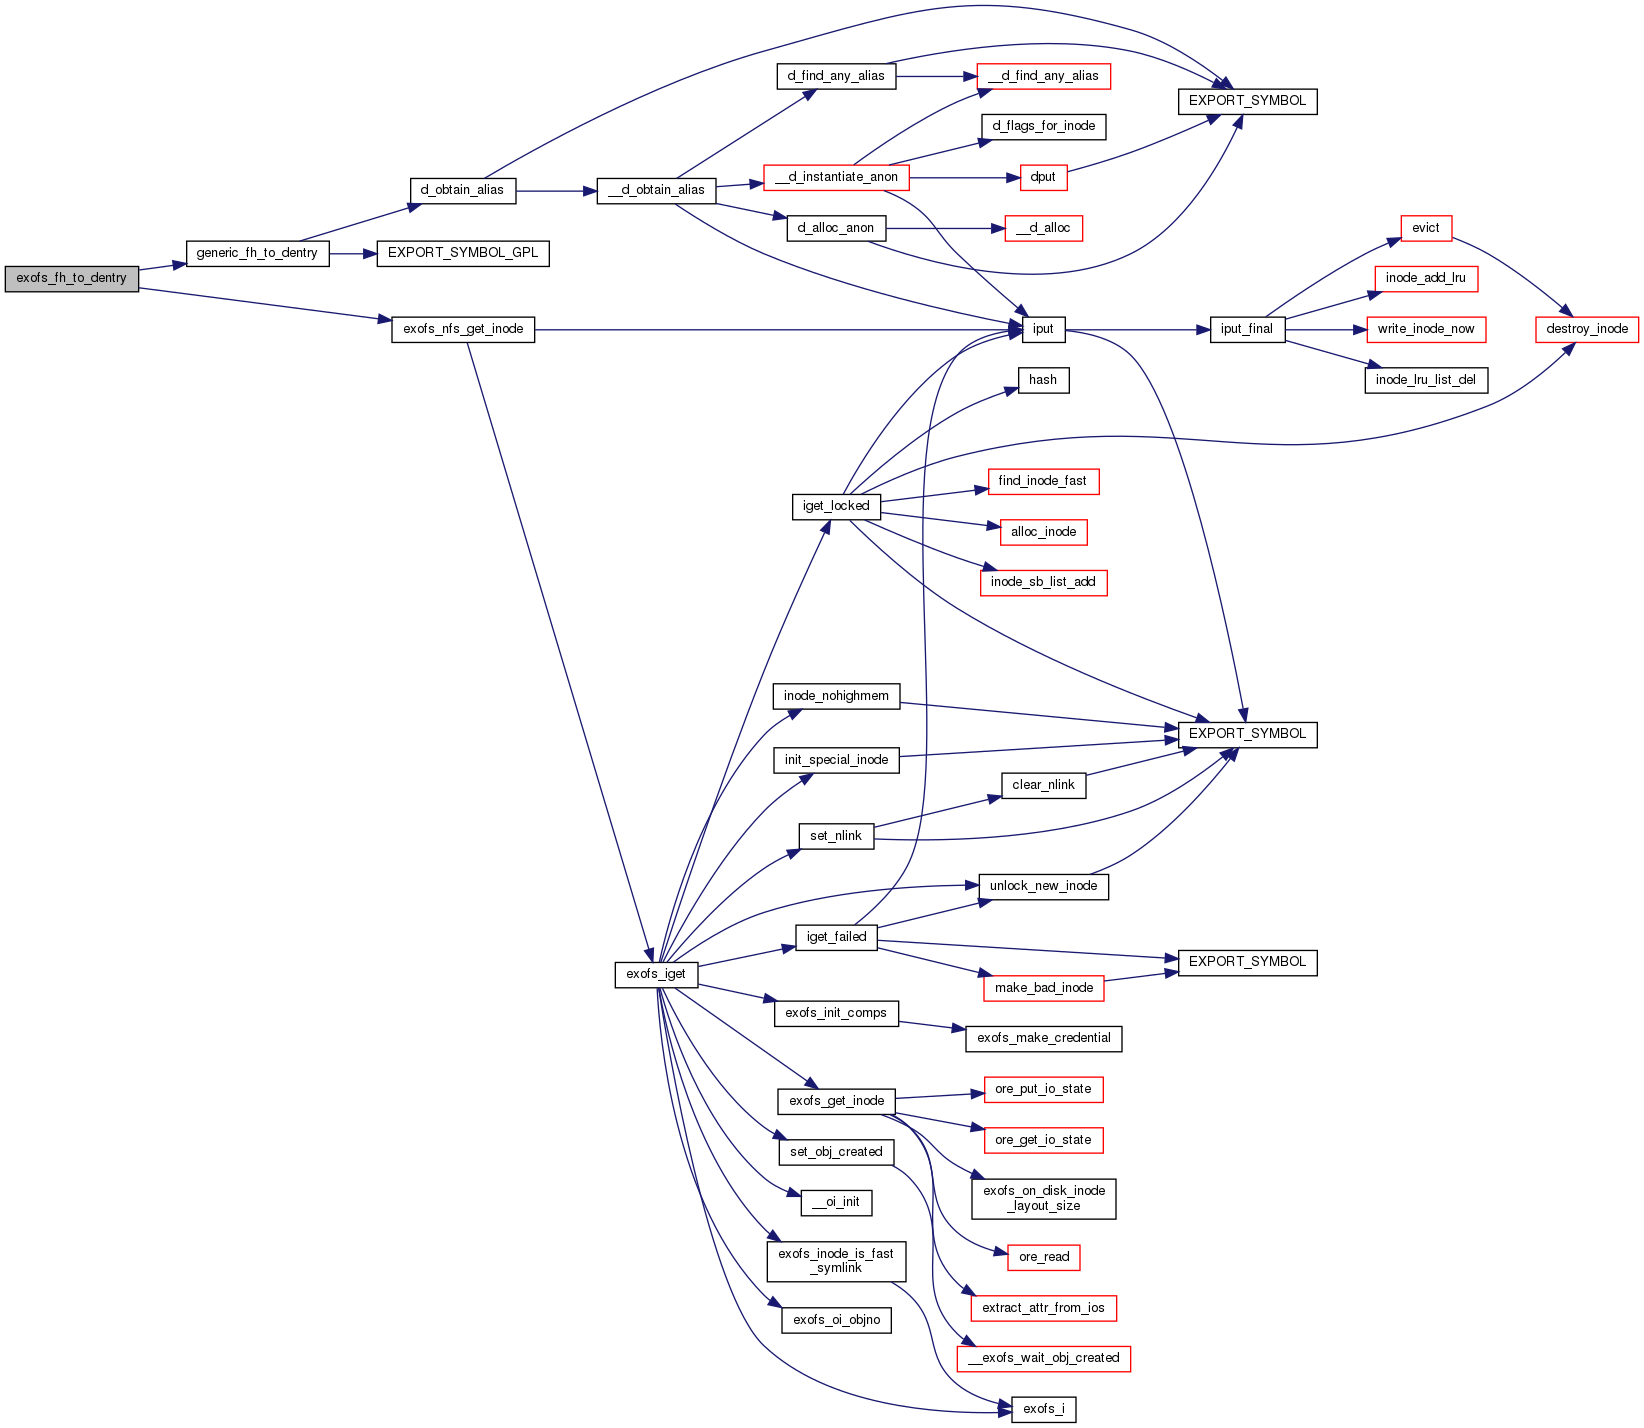 exofs_fh_to_dentry
generic_fh_to_dentry
d_obtain_alias
EXPORT_SYMBOL_GPL
exofs_nfs_get_inode
__d_obtain_alias
d_find_any_alias
__d_find_any_alias
EXPORT_SYMBOL
d_flags_for_inode
__d_instantiate_anon
dput
d_alloc_anon
__d_alloc
iput
iput_final
evict
inode_add_lru
write_inode_now
inode_lru_list_del
destroy_inode
hash
iget_locked
find_inode_fast
alloc_inode
inode_sb_list_add
inode_nohighmem
EXPORT_SYMBOL
init_special_inode
clear_nlink
set_nlink
unlock_new_inode
iget_failed
EXPORT_SYMBOL
exofs_iget
make_bad_inode
exofs_init_comps
exofs_make_credential
exofs_get_inode
ore_put_io_state
ore_get_io_state
set_obj_created
exofs_on_disk_inode
_layout_size
__oi_init
exofs_inode_is_fast
_symlink
ore_read
extract_attr_from_ios
exofs_oi_objno
__exofs_wait_obj_created
exofs_i